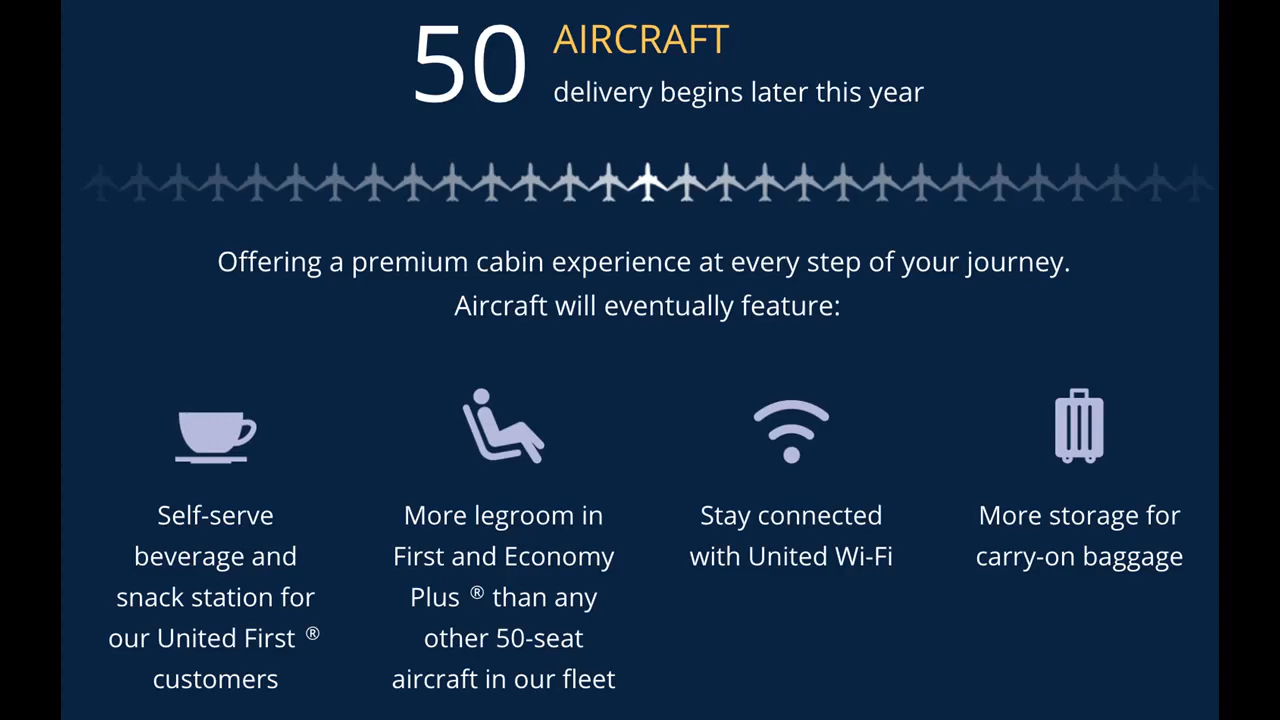 50 AIRCRAFT
delivery begins later this year
Offering a premium cabin experience at every step of your journey.
Aircraft will eventually feature:
Self-serve
beverage and
snack station for
our United First ®
customers
More legroom in
First and Economy
Plus ® than any
other 50-seat
aircraft in our fleet
Stay connected
with United Wi-Fi
More storage for
carry-on baggage